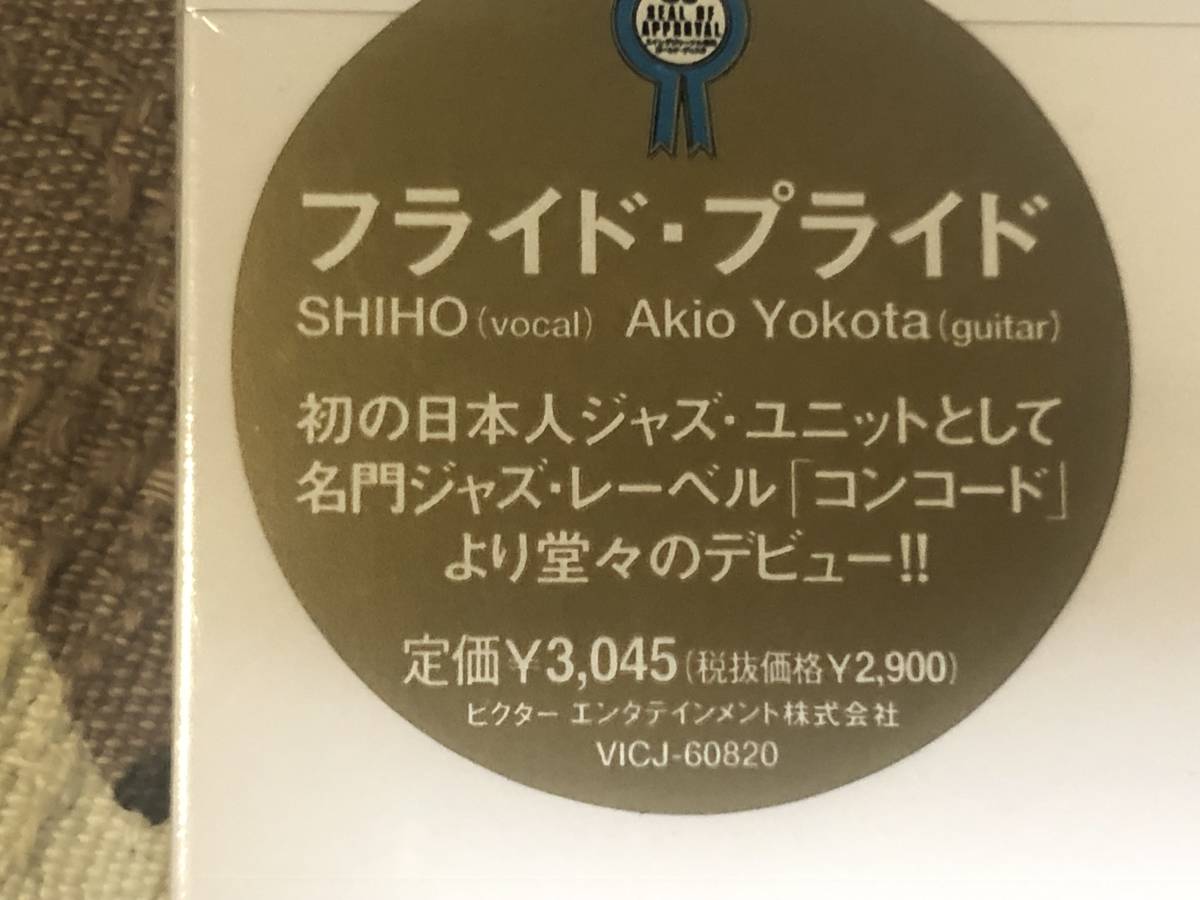 SEAL OF
APPROVAL
フライド・プライド
SHIHO (vocal) Akio Yokota (guitar)
初の日本人ジャズ・ユニットとして
名門ジャズ・レーベル「コンコード」
より堂々のデビュー!!
定価¥3,045 (税抜価格¥2,900)
ビクター エンタテインメント株式会社
VICJ-60820